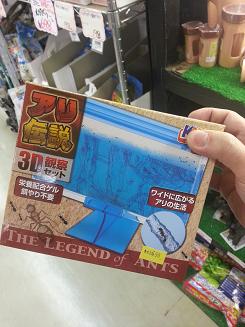 アリ
伝説
3D観察
セット
栄養配合ゲル
餌やり不要
ワイドに広がる
アリの生活
THE LEGEND OF ANTS